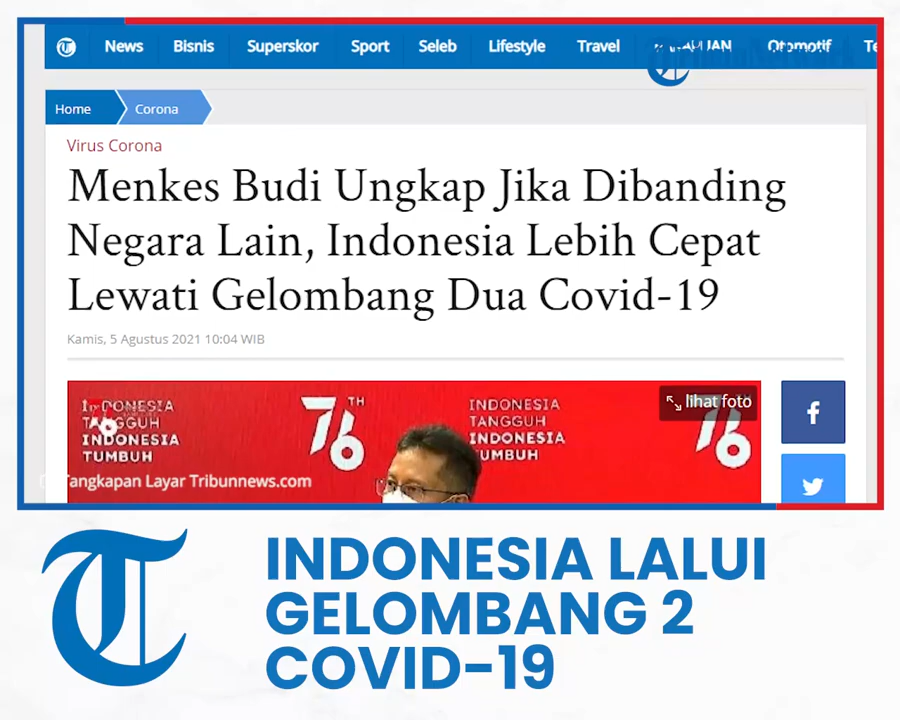 News Bisnis Superskor Sport Seleb Lifestyle Travel Otomotif
Home Corona
Virus Corona
Menkes Budi Ungkap Jika Dibanding
Negara Lain, Indonesia Lebih Cepat
Lewati Gelombang Dua Covid-19
Kamis, 5 Agustus 2021 10:04 WIB
INDONESIA
TANGGUH
INDONESIA
TUMBUH
76TH
INDONESIA
TANGGUH
INDONESIA
TUMBUH
lihat foto
76
Tangkapan Layar Tribunnews.com
INDONESIA LALUI
GELOMBANG 2
COVID-19